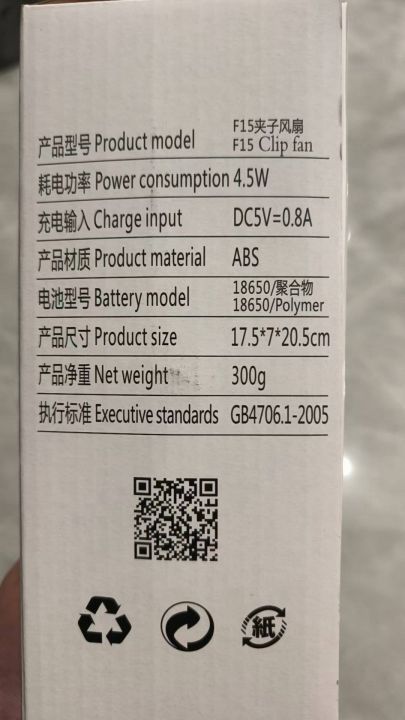 产品型号 Product model F15夹子风扇
F15 Clip fan
耗电功率 Power consumption 4.5W
充电输入 Charge input DC5V=0.8A
产品材质 Product material ABS
电池型号 Battery model 18650/聚合物
18650/Polymer
产品尺寸 Product size 17.5*7*20.5cm
产品净重 Net weight 300g
执行标准 Executive standards GB4706.1-2005
紙